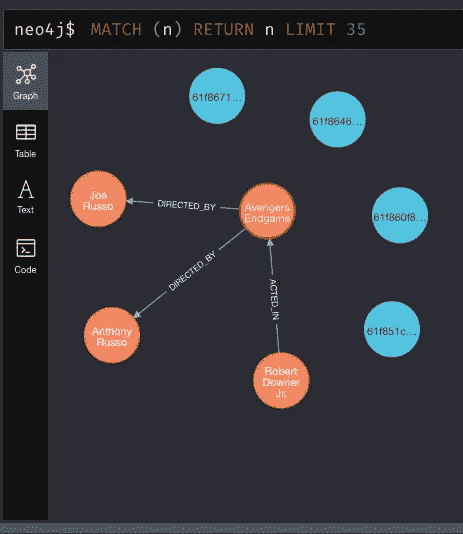 neo4j$ MATCH (n) RETURN n LIMIT 35
Graph
Table
Text
Code
61f8671...
61f8646...
61f860f8...
61f851c...
Joe
Russo
DIRECTED_BY
Avengers
Endgame
DIRECTED_BY
ACTED_IN
Anthony
Russo
Robert
Downer
Jr,